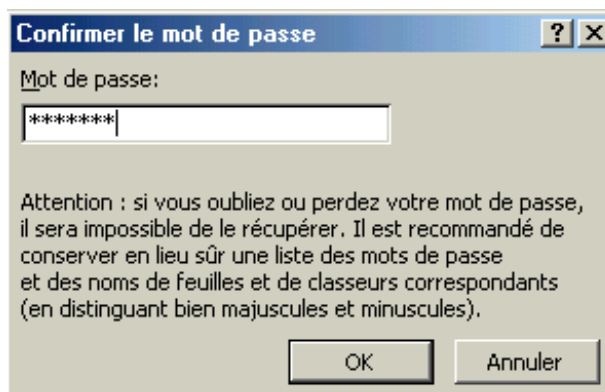 Confirmer le mot de passe
Mot de passe:
*******
Attention : si vous oubliez ou perdez votre mot de passe,
il sera impossible de le récupérer. Il est recommandé de
conserver en lieu sûr une liste des mots de passe
et des noms de feuilles et de classeurs correspondants
(en distinguant bien majuscules et minuscules).
OK Annuler